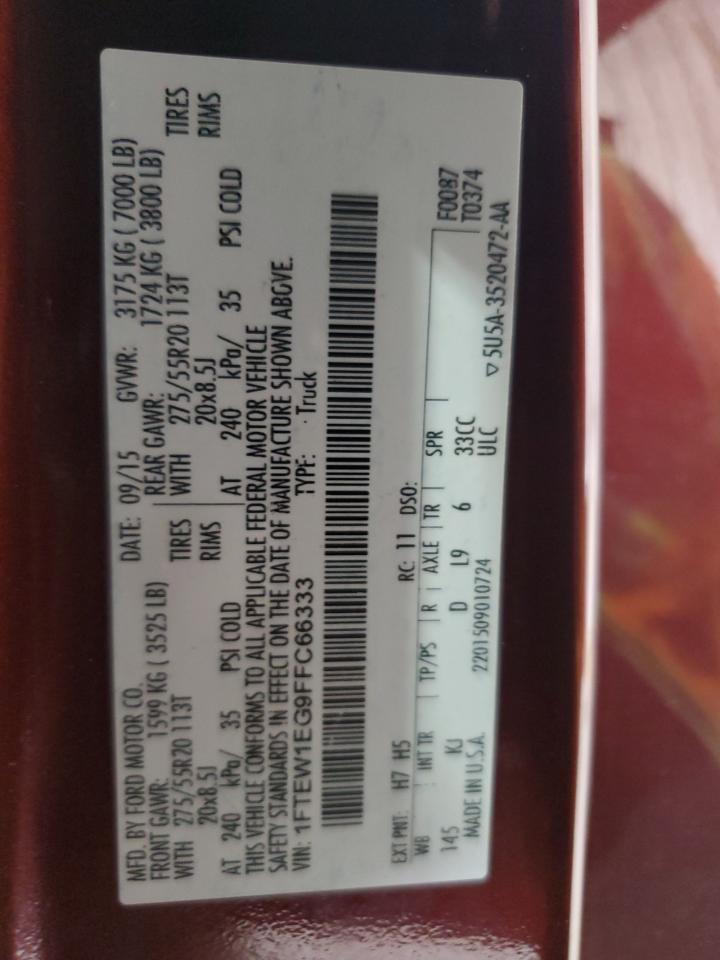 MFD. BY FORD MOTOR CO. DATE: 09/15 GVWR: 3175 KG ( 7000 LB)
FRONT GAWR: 1599 KG ( 3525 LB) REAR GAWR: 1724 KG ( 3800 LB)
WITH 275/55R20 113T TIRES WITH 275/55R20 113T TIRES
20x8.5J RIMS 20x8.5J RIMS
AT 240 kPa/ 35 PSI COLD AT 240 kPa/ 35 PSI COLD
THIS VEHICLE CONFORMS TO ALL APPLICABLE FEDERAL MOTOR VEHICLE
SAFETY STANDARDS IN EFFECT ON THE DATE OF MANUFACTURE SHOWN ABOVE.
VIN: 1FTEW1EG9FFC66333 TYPE: Truck
EXT PNT: H7 H5 RC: 11 DSO: F0087
WB INT TR TP/PS R AXLE TR SPR T0374
145 KJ D L9 6 33CC
MADE IN U.S.A. 2201509010724 ULC ▽5U5A-3520472-AA